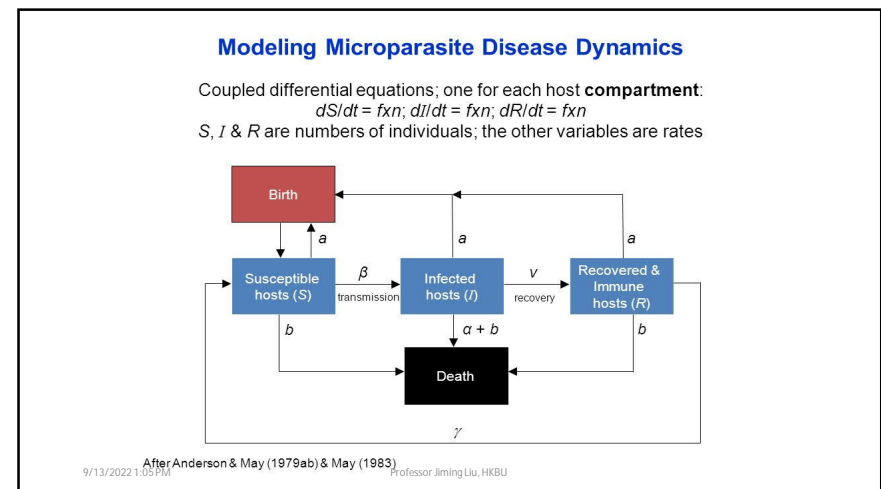 Modeling Microparasite Disease Dynamics
Coupled differential equations; one for each host compartment:
dS/dt = fxn; dI/dt = fxn; dR/dt = fxn
S, I & R are numbers of individuals; the other variables are rates
Birth
a
a
a
Susceptible
hosts (S)
β
transmission
Infected
hosts (I)
v
recovery
Recovered &
Immune
hosts (R)
b
α + b
b
Death
γ
After Anderson & May (1979ab) & May (1983)
9/13/2022 1:05 PM
Professor Jiming Liu, HKBU